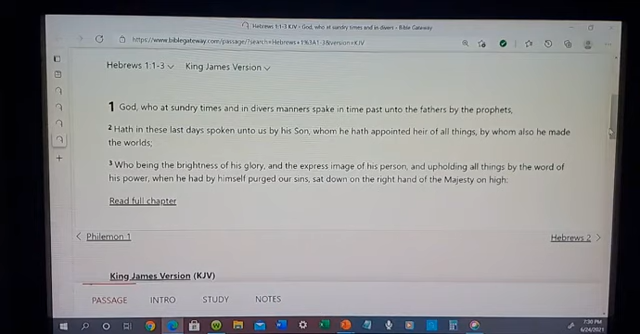 Hebrews 1:1-3 KJV - God, who at sundry times and in divers - Bible Gateway
https://www.biblegateway.com/passage/?search=Hebrews+1%3A1-3&version=KJV
Hebrews 1:1-3 King James Version
1 God, who at sundry times and in divers manners spake in time past unto the fathers by the prophets,
2 Hath in these last days spoken unto us by his Son, whom he hath appointed heir of all things, by whom also he made
the worlds;
3 Who being the brightness of his glory, and the express image of his person, and upholding all things by the word of
his power, when he had by himself purged our sins, sat down on the right hand of the Majesty on high:
Read full chapter
Philemon 1 Hebrews 2
King James Version (KJV)
PASSAGE INTRO STUDY NOTES
7:30 PM
6/24/2021